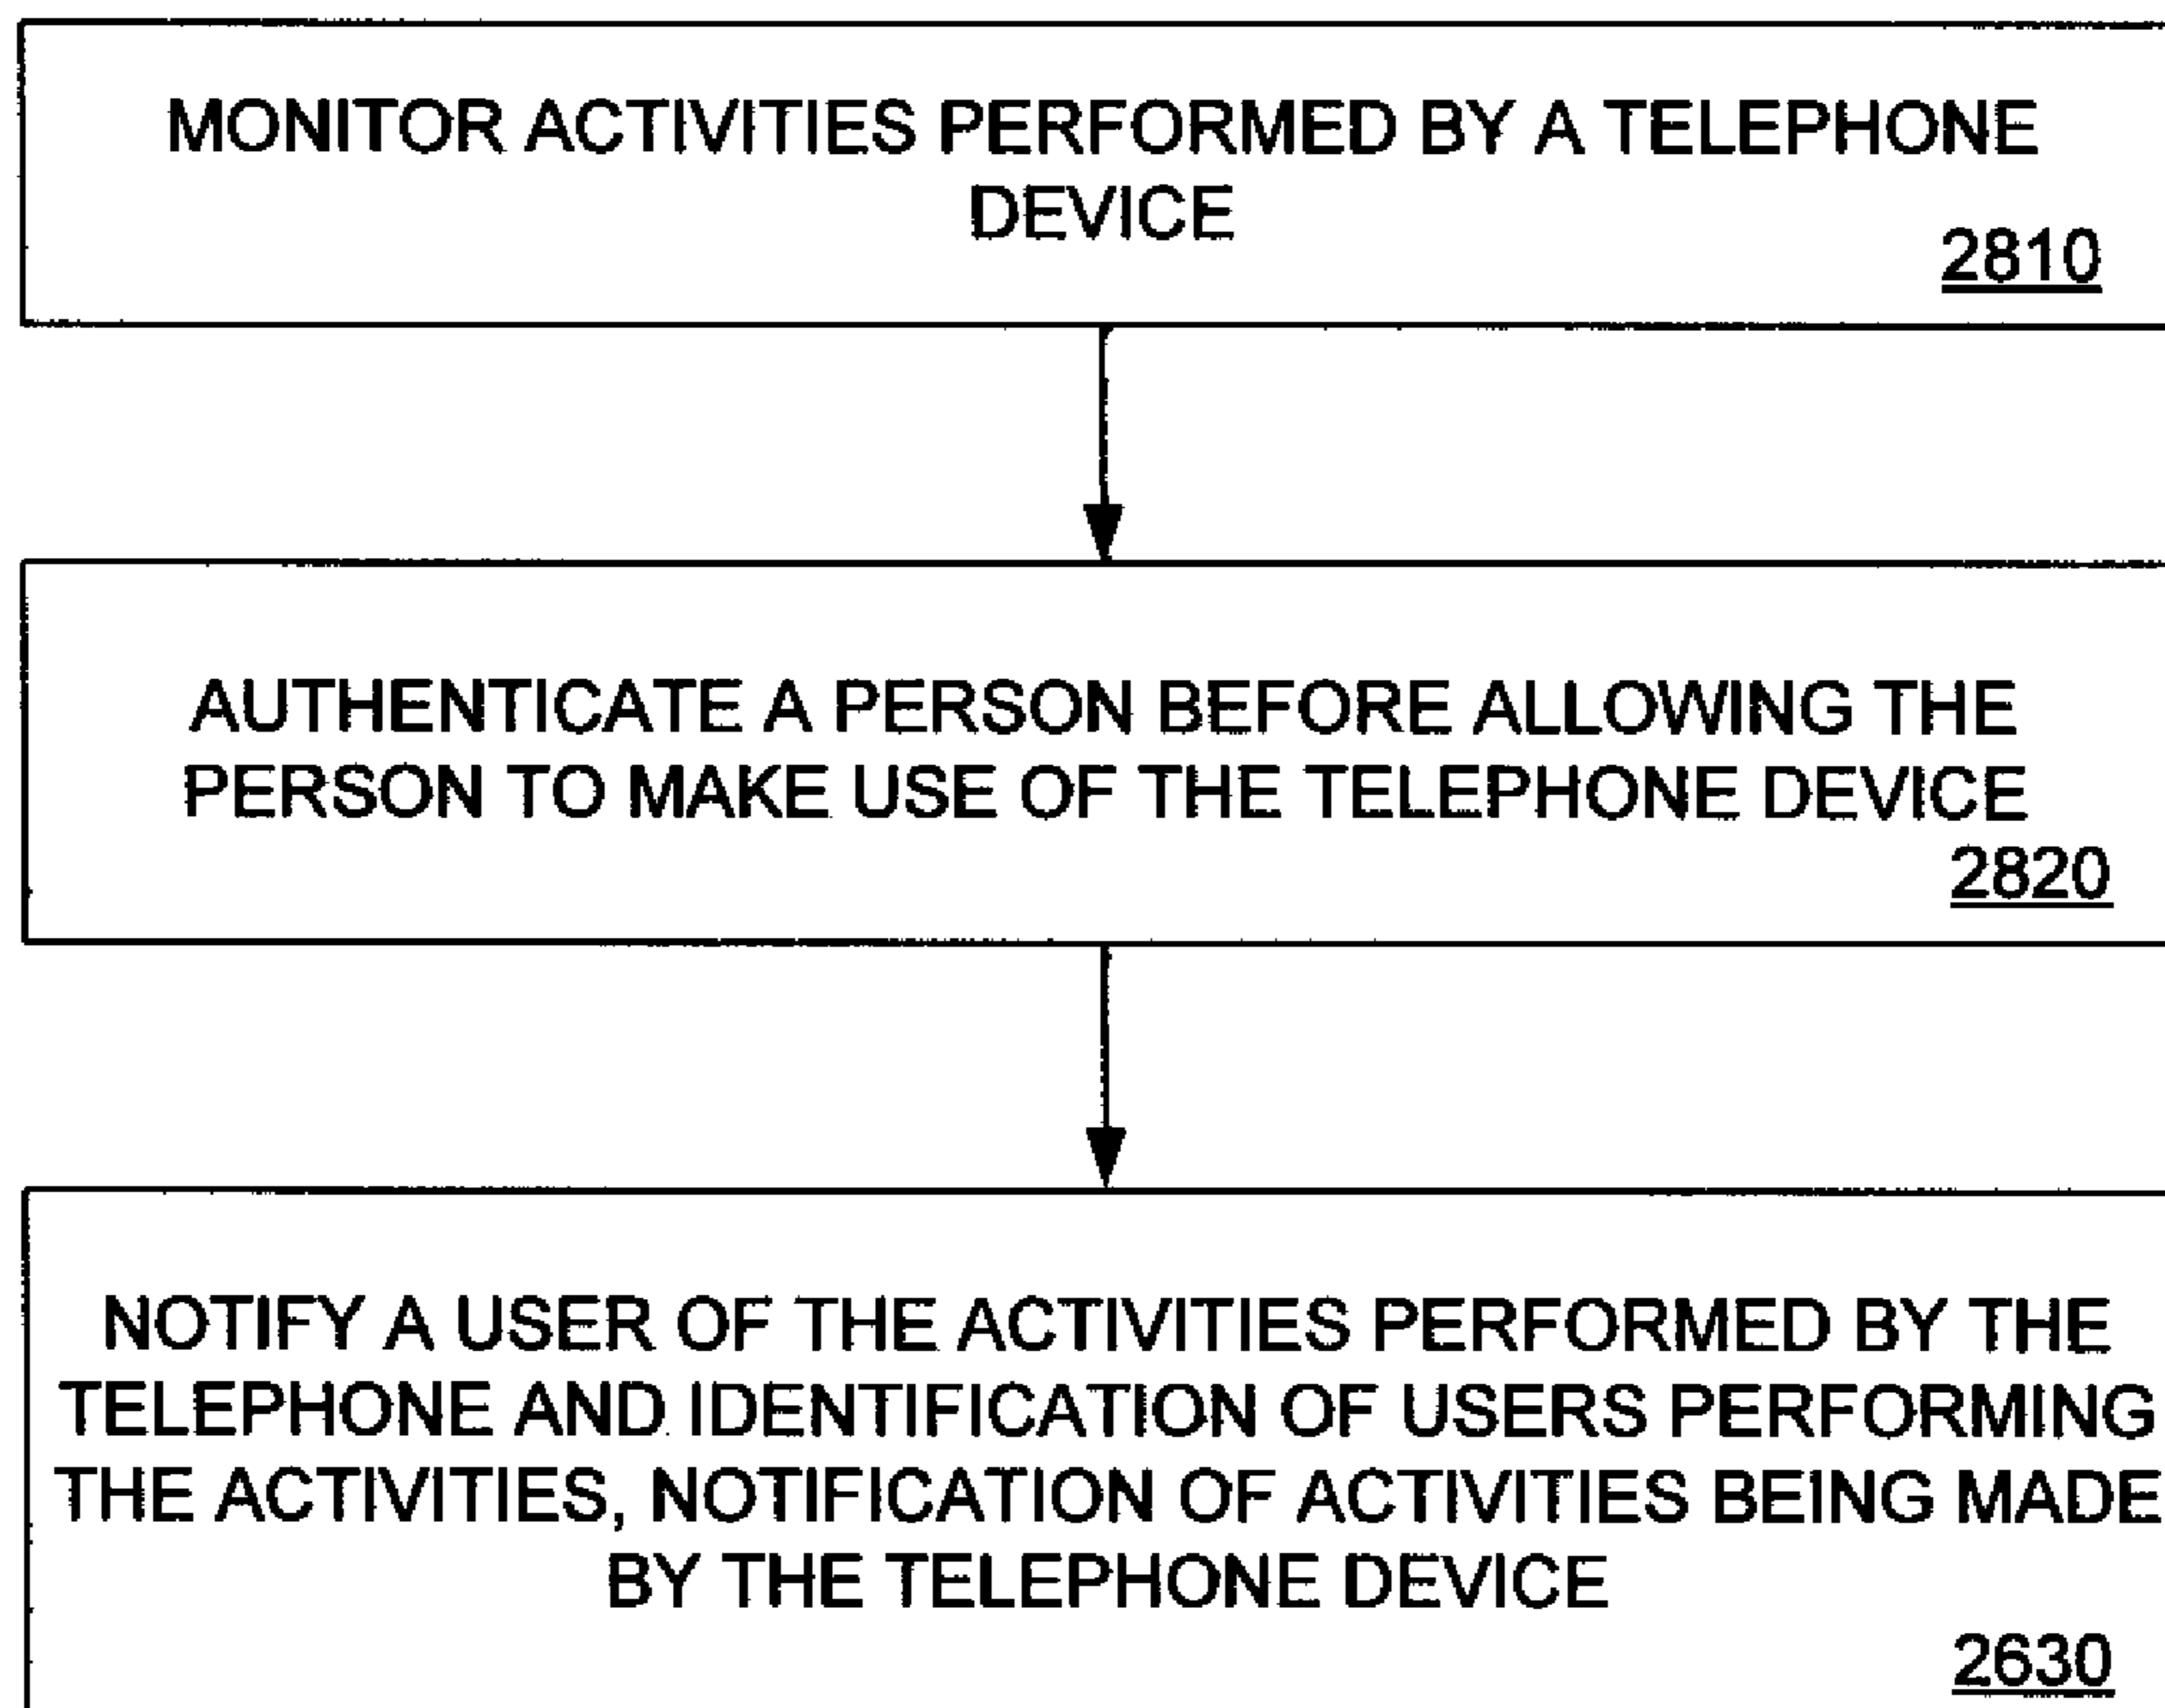 MONITOR ACTIVITIES PERFORMED BY A TELEPHONE
DEVICE
2810
AUTHENTICATE A PERSON BEFORE ALLOWING THE
PERSON TO MAKE USE OF THE TELEPHONE DEVICE
2820
NOTIFY A USER OF THE ACTIVITIES PERFORMED BY THE
TELEPHONE AND IDENTIFICATION OF USERS PERFORMING
THE ACTIVITIES, NOTIFICATION OF ACTIVITIES BEING MADE
BY THE TELEPHONE DEVICE
2630